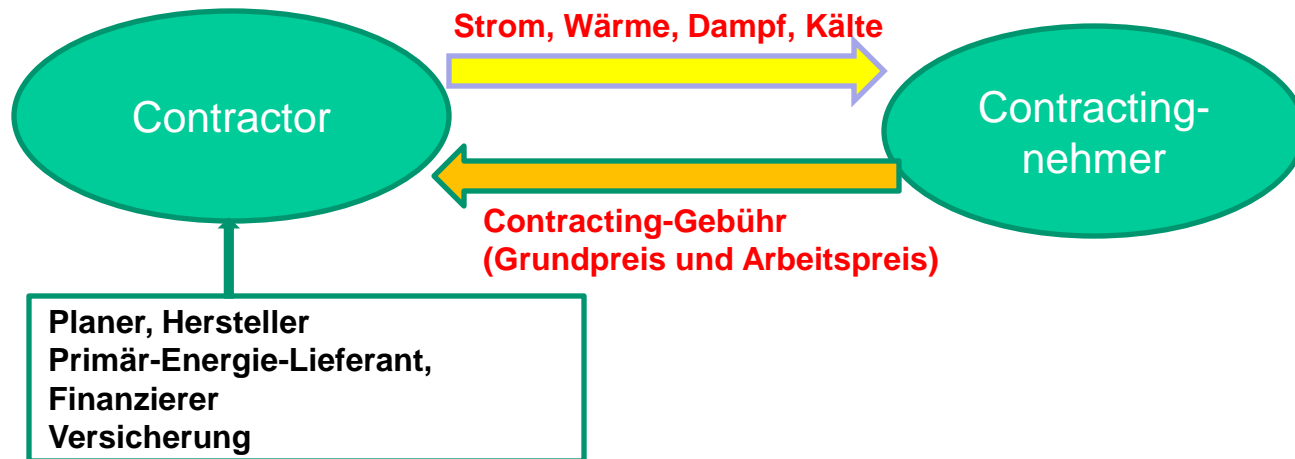 Strom, Wärme, Dampf, Kälte
Contractor
Contracting-
nehmer
Contracting-Gebühr
(Grundpreis und Arbeitspreis)
Planer, Hersteller
Primär-Energie-Lieferant,
Finanzierer
Versicherung